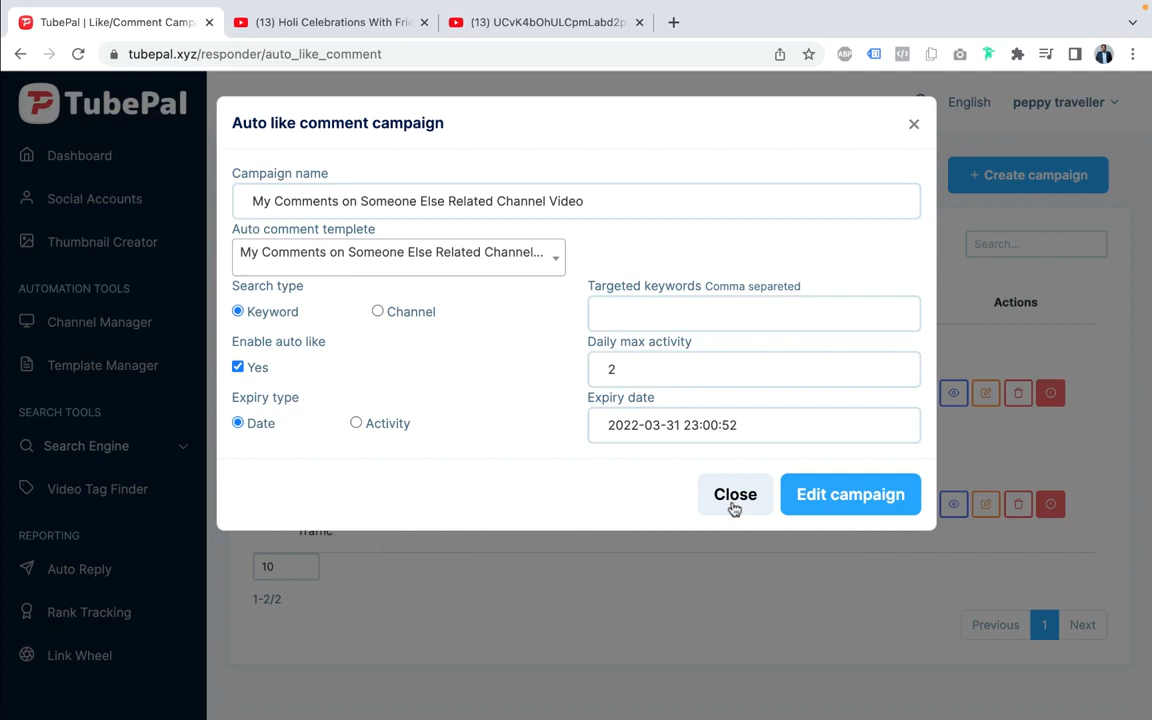 TubePal | Like/Comment Campa
(13) Holi Celebrations With Frie
(13) UCvK4bOhULCpmLabd2p
tubepal.xyz/responder/auto_like_comment
ABP
TubePal
English
peppy traveller
Dashboard
Social Accounts
Thumbnail Creator
AUTOMATION TOOLS
Channel Manager
Template Manager
SEARCH TOOLS
Search Engine
Video Tag Finder
REPORTING
Auto Reply
Rank Tracking
Link Wheel
+ Create campaign
Search...
Actions
Auto like comment campaign
Campaign name
My Comments on Someone Else Related Channel Video
Auto comment templete
My Comments on Someone Else Related Channel...
Search type
Keyword
Channel
Targeted keywords Comma separeted
Enable auto like
Yes
Daily max activity
2
Expiry type
Date
Activity
Expiry date
2022-03-31 23:00:52
Close
Edit campaign
Traffic
10
1-2/2
Previous
1
Next